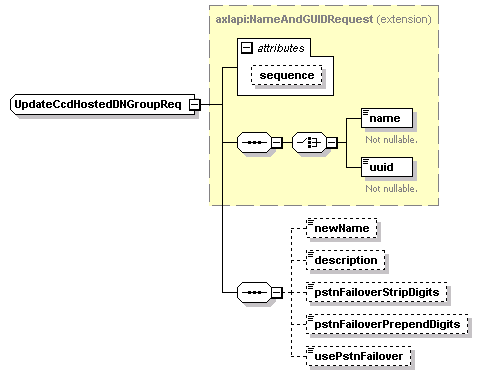 axlapi:NameAndGUIDRequest (extension)
attributes
sequence
UpdateCcdHostedDNGroupReq
name
Not nullable.
uuid
Not nullable.
newName
description
pstnFailoverStripDigits
pstnFailoverPrependDigits
usePstnFailover